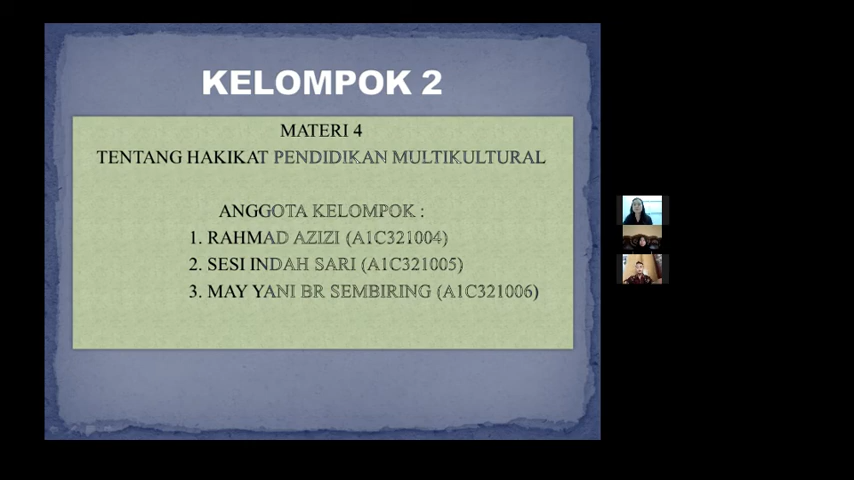 KELOMPOK 2
MATERI 4
TENTANG HAKIKAT PENDIDIKAN MULTIKULTURAL
ANGGOTA KELOMPOK :
1. RAHMAD AZIZI (A1C321004)
2. SESI INDAH SARI (A1C321005)
3. MAY YANI BR SEMBIRING (A1C321006)